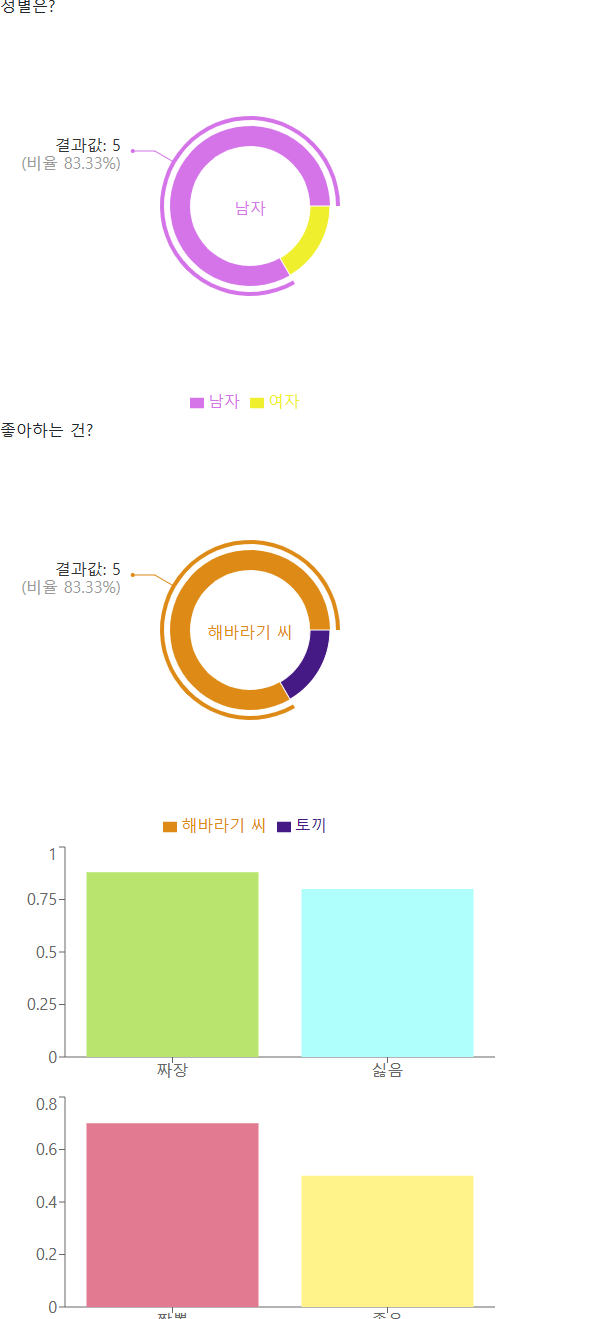 성별은?
결과값: 5
(비율 83.33%)
남자
남자 여자
좋아하는 건?
결과값: 5
(비율 83.33%)
해바라기 씨
해바라기 씨 토끼
1
0.75
0.5
0.25
0
짜장 싫음
0.8
0.6
0.4
0.2
0